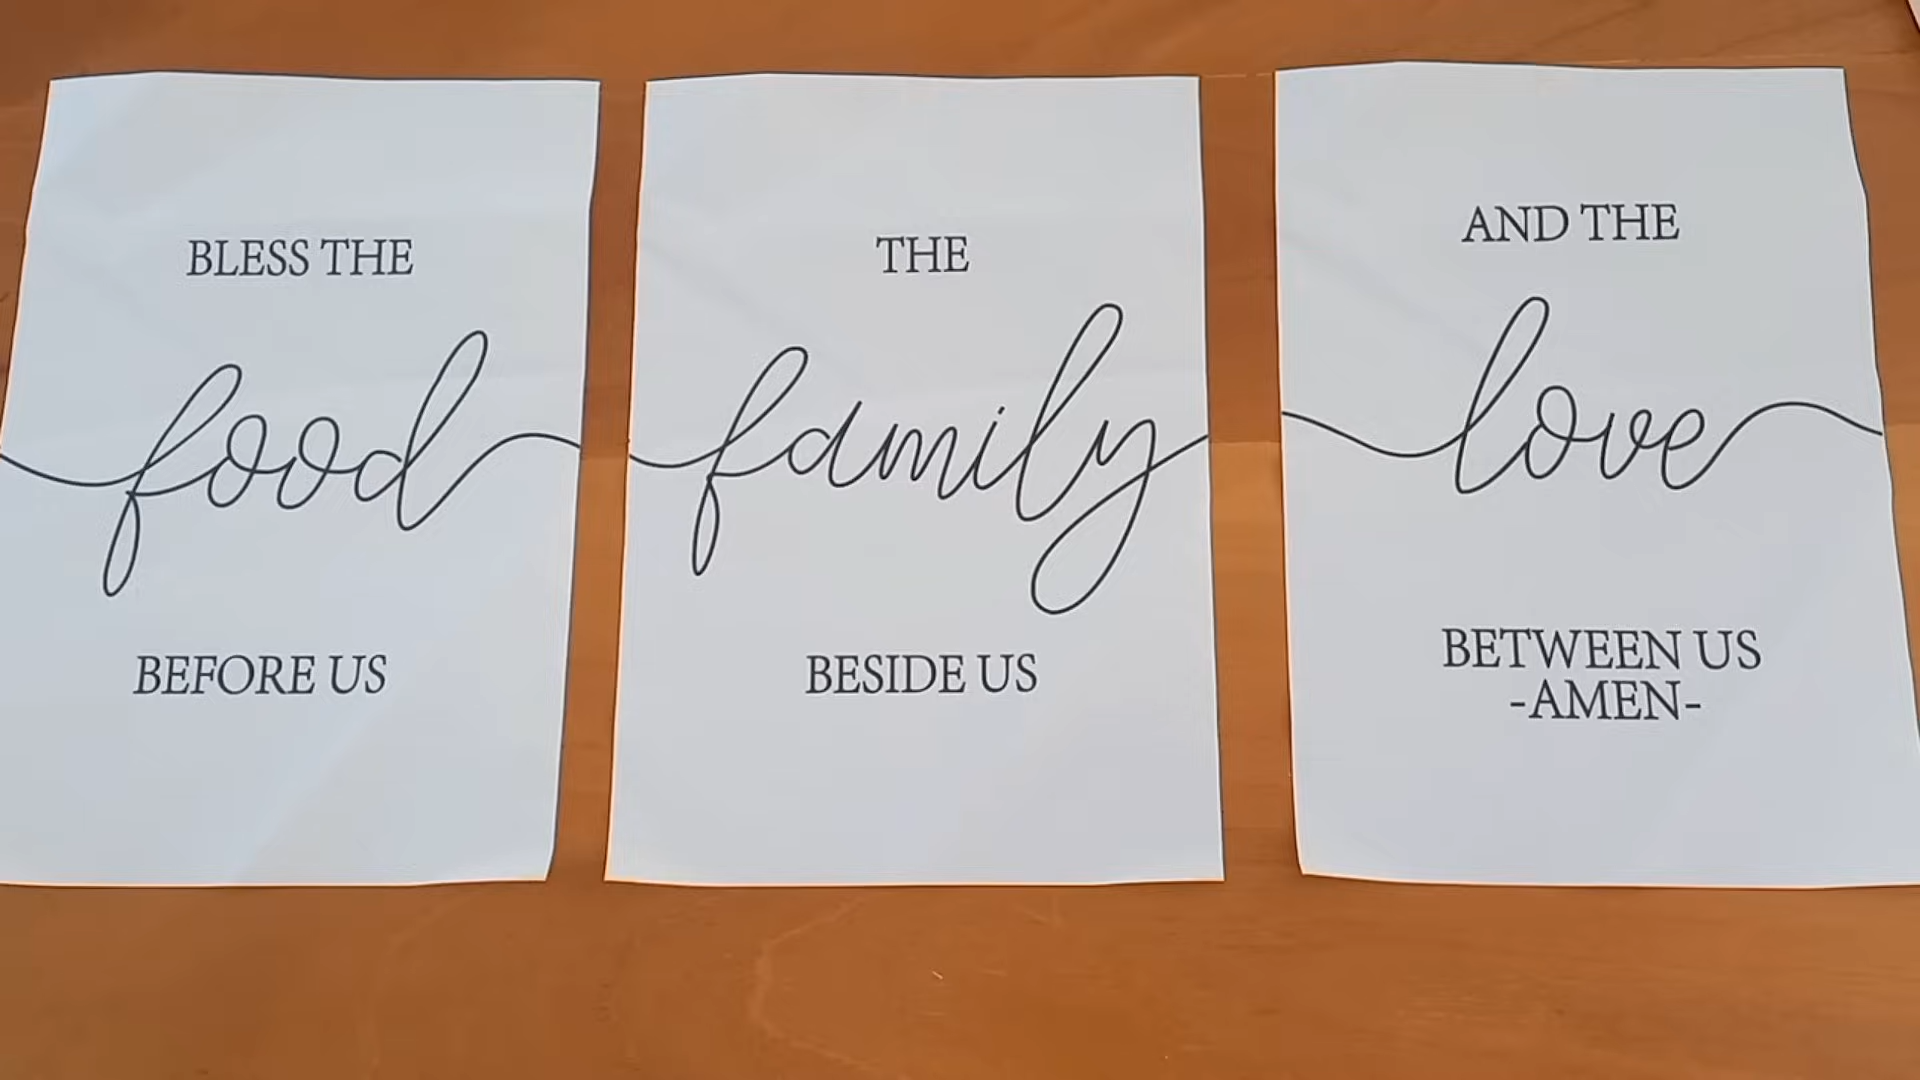 BLESS THE
food
BEFORE US
THE
family
BESIDE US
AND THE
love
BETWEEN US
-AMEN-